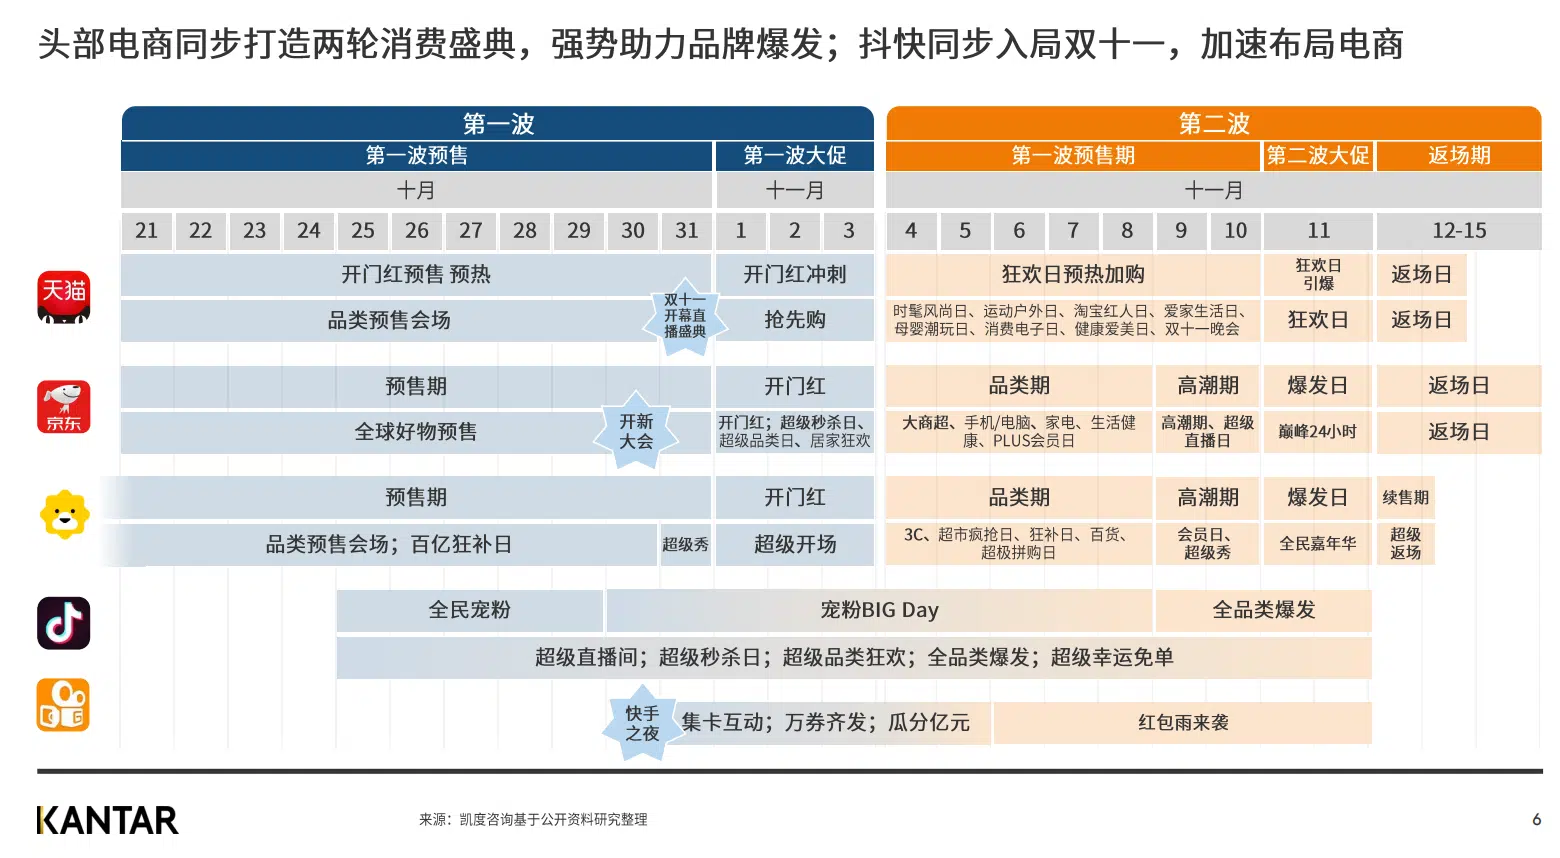 头部电商同步打造两轮消费盛典，强势助力品牌爆发；抖快同步入局双十一，加速布局电商
第一波
第二波
第一波预售
第一波大促
第一波预售期
第二波大促
返场期
十月
十一月
十一月
21 22 23 24 25 26 27 28 29 30 31 1 2 3 4 5 6 7 8 9 10 11 12-15
天猫
开门红预售 预热
开门红冲刺
狂欢日预热加购
狂欢日
引爆
返场日
品类预售会场
双十一
开幕直
播盛典
抢先购
时髦风尚日、运动户外日、淘宝红人日、爱家生活日、
母婴潮玩日、消费电子日、健康爱美日、双十一晚会
狂欢日
返场日
京东
预售期
开门红
品类期
高潮期
爆发日
返场日
全球好物预售
开新
大会
开门红；超级秒杀日、
超级品类日、居家狂欢
大商超、手机/电脑、家电、生活健
康、PLUS会员日
高潮期、超级
直播日
巅峰24小时
返场日
预售期
开门红
品类期
高潮期
爆发日
续售期
品类预售会场；百亿狂补日
超级秀
超级开场
3C、超市疯抢日、狂补日、百货、
超极拼购日
会员日、
超级秀
全民嘉年华
超级
返场
全民宠粉
宠粉BIG Day
全品类爆发
超级直播间；超级秒杀日；超级品类狂欢；全品类爆发；超级幸运免单
快手
之夜
集卡互动；万券齐发；瓜分亿元
红包雨来袭
KANTAR
来源：凯度咨询基于公开资料研究整理
6